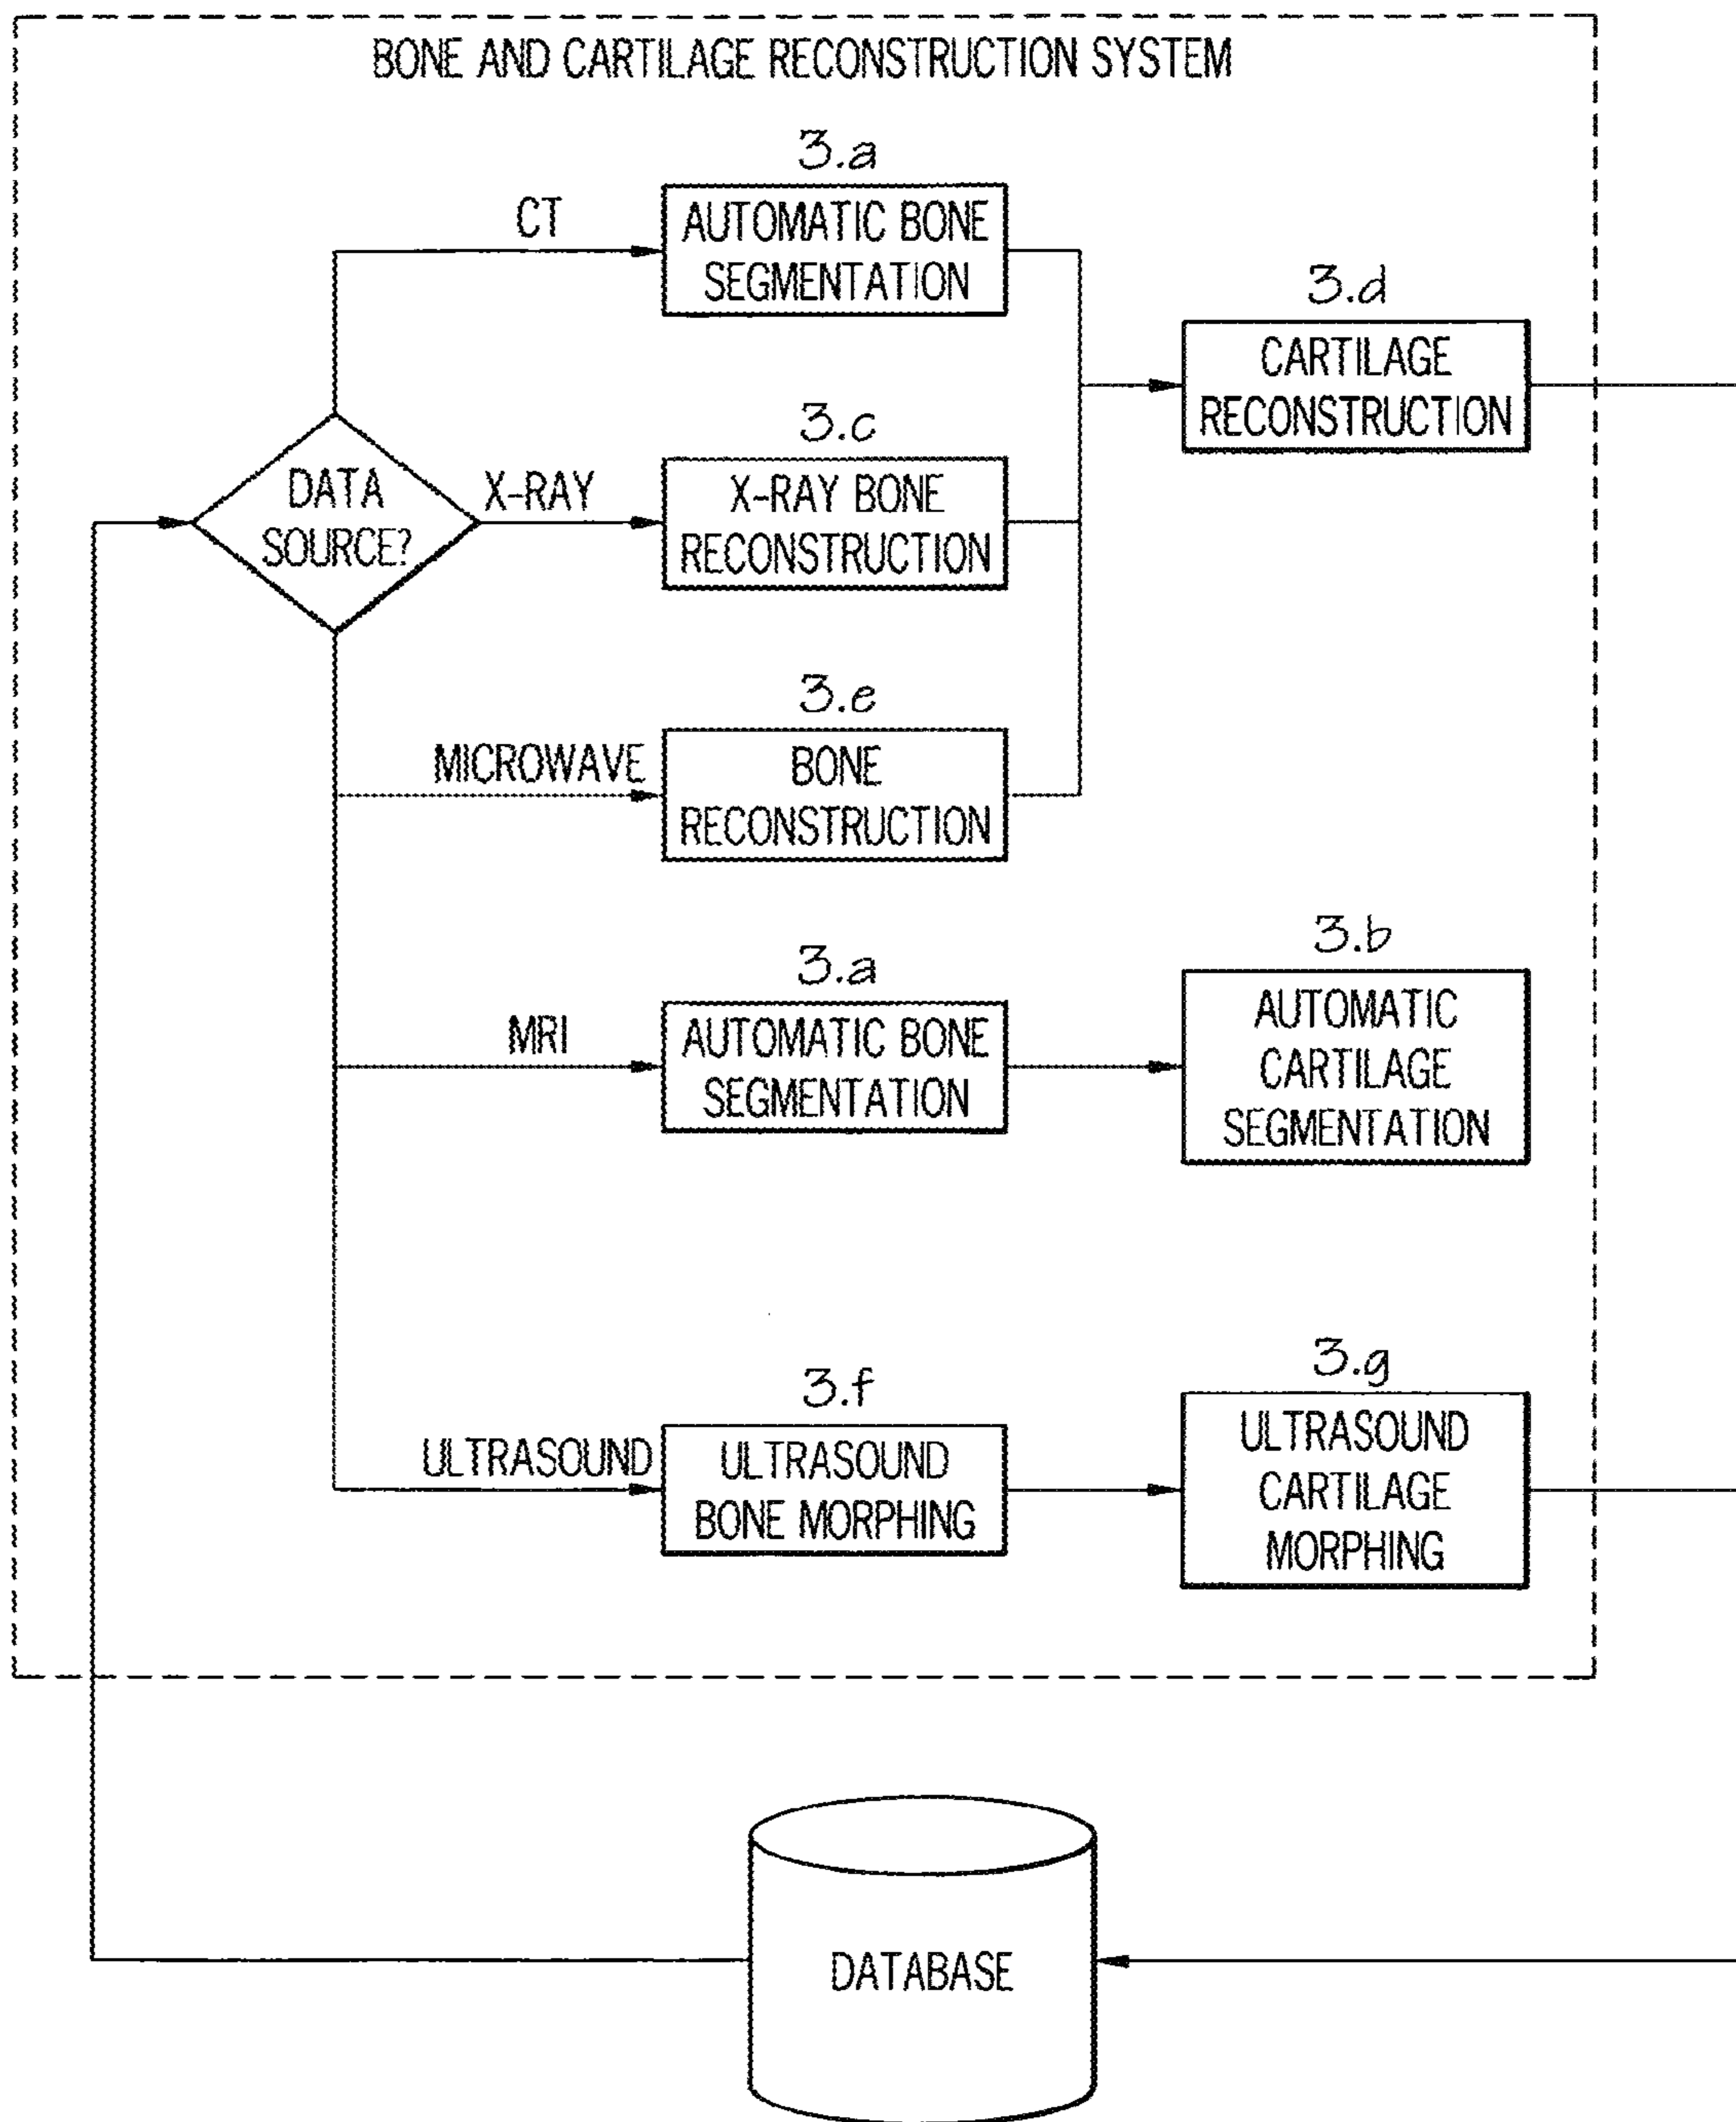 BONE AND CARTILAGE RECONSTRUCTION SYSTEM
3.a
CT
AUTOMATIC BONE
SEGMENTATION
3.d
CARTILAGE
RECONSTRUCTION
3.c
DATA
SOURCE?
X-RAY
X-RAY BONE
RECONSTRUCTION
3.e
MICROWAVE
BONE
RECONSTRUCTION
3.a
MRI
AUTOMATIC BONE
SEGMENTATION
3.b
AUTOMATIC
CARTILAGE
SEGMENTATION
3.f
ULTRASOUND
ULTRASOUND
BONE MORPHING
3.g
ULTRASOUND
CARTILAGE
MORPHING
DATABASE